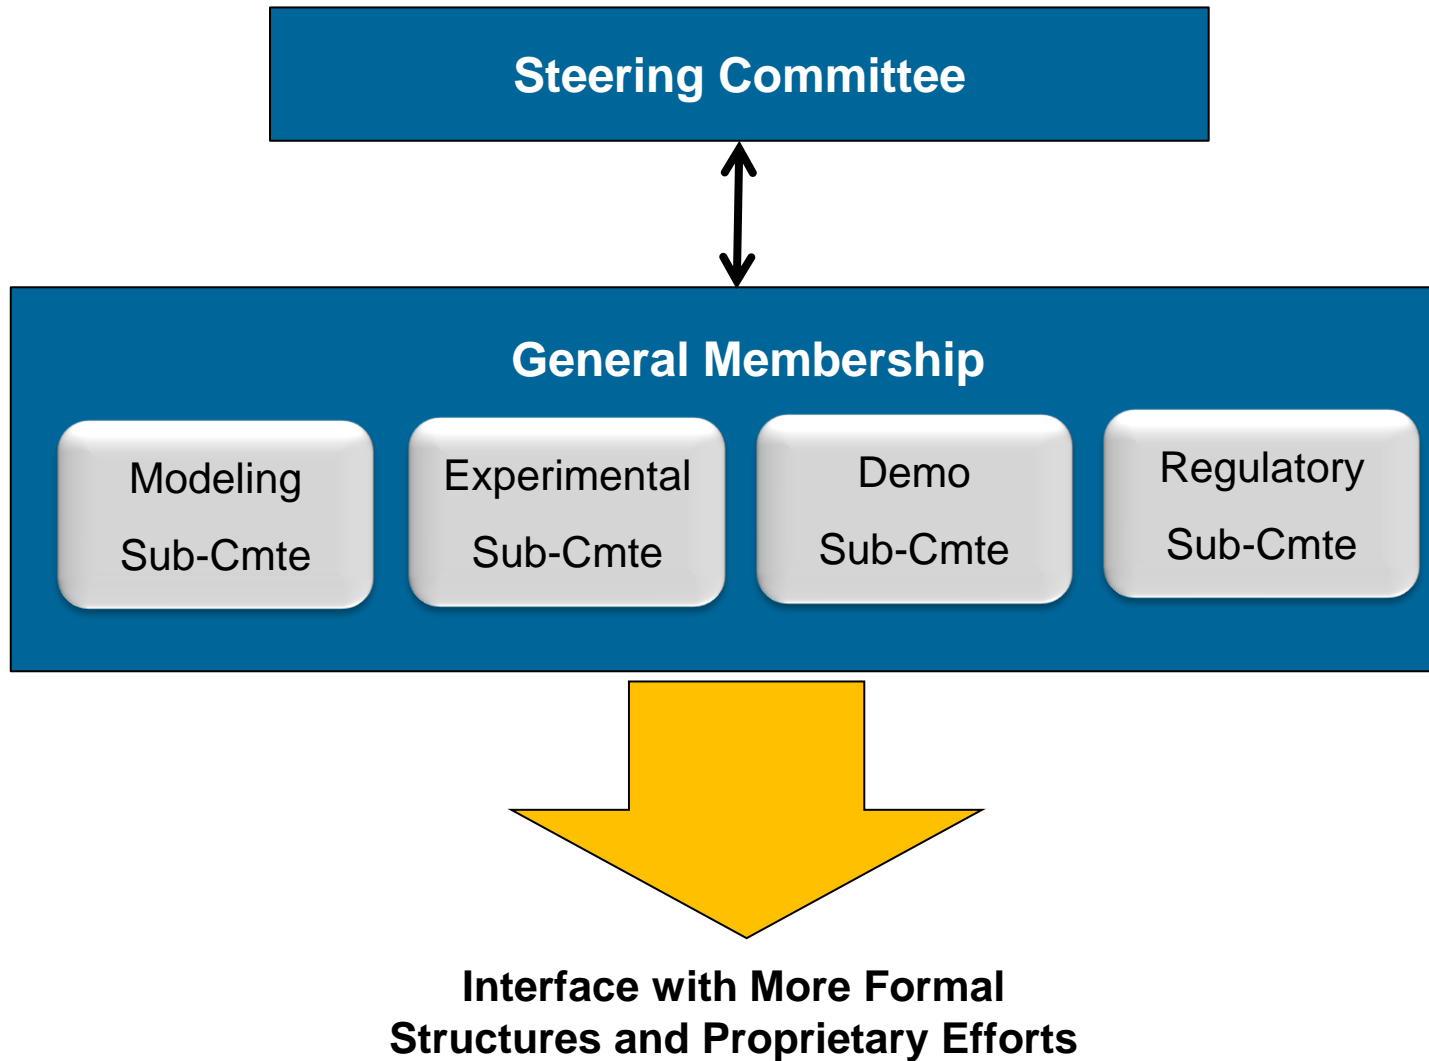 Steering Committee
General Membership
Modeling
Sub-Cmte
Experimental
Sub-Cmte
Demo
Sub-Cmte
Regulatory
Sub-Cmte
Interface with More Formal
Structures and Proprietary Efforts